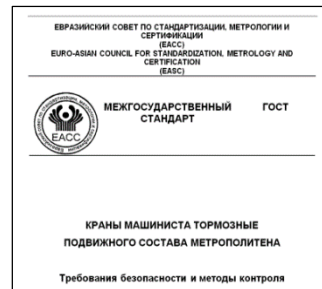 ЕВРАЗИЙСКИЙ СОВЕТ ПО СТАНДАРТИЗАЦИИ, МЕТРОЛОГИИ И
СЕРТИФИКАЦИИ
(ЕАСС)
EURO-ASIAN COUNCIL FOR STANDARDIZATION, METROLOGY AND
CERTIFICATION
(EASC)
МЕЖГОСУДАРСТВЕННЫЙ ГОСТ
СТАНДАРТ
ЕАСС
КРАНЫ МАШИНИСТА ТОРМОЗНЫЕ
ПОДВИЖНОГО СОСТАВА МЕТРОПОЛИТЕНА
Требования безопасности и методы контроля